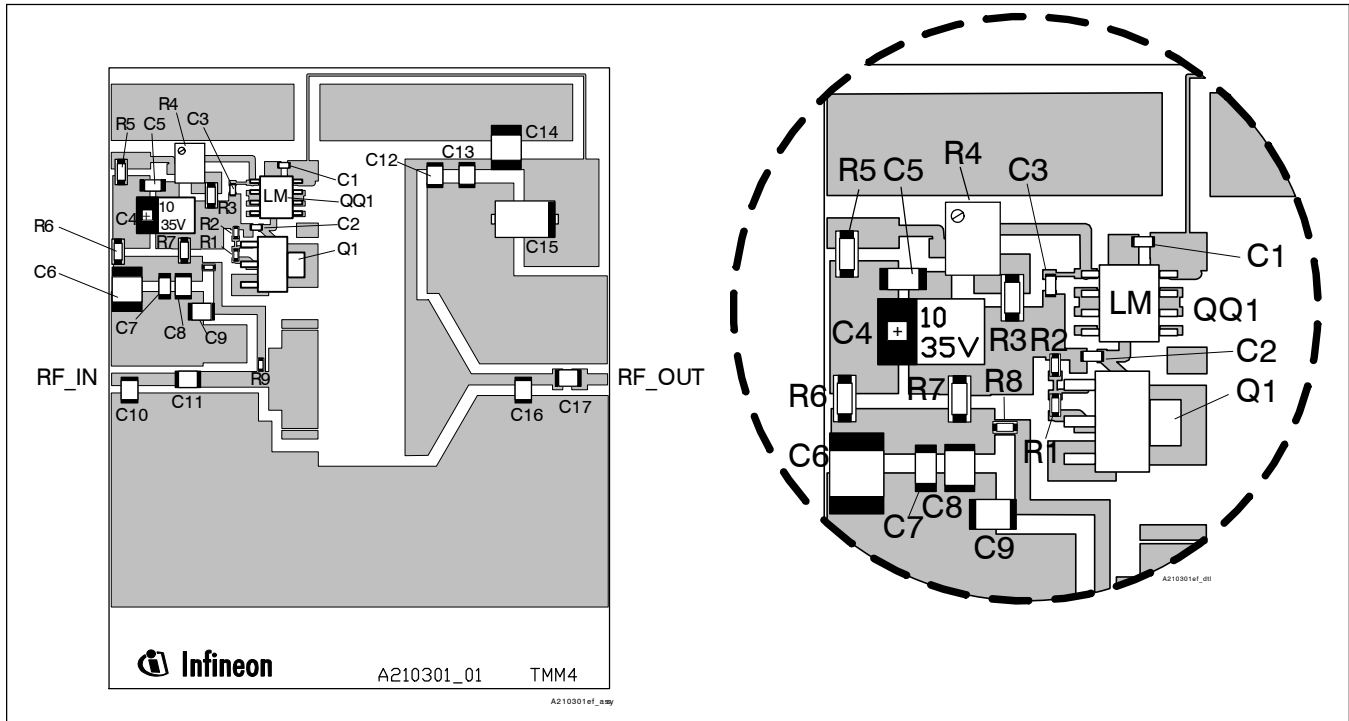 R4
C5
C3
R5
C14
C12
C13
C1
LM
QQ1
R3
10
35V
C4
R2
C2
R6
R7
R1
Q1
C15
C6
C7
C8
C9
R9
RF_IN
RF_OUT
C10
C11
C16
C17
Infineon
A210301_01
TMM4
R4
R5
C5
C3
C1
LM
QQ1
10
35V
C4
R3
R2
C2
R6
R7
R8
Q1
R1
C6
C7
C8
C9
A210301ef_dtl